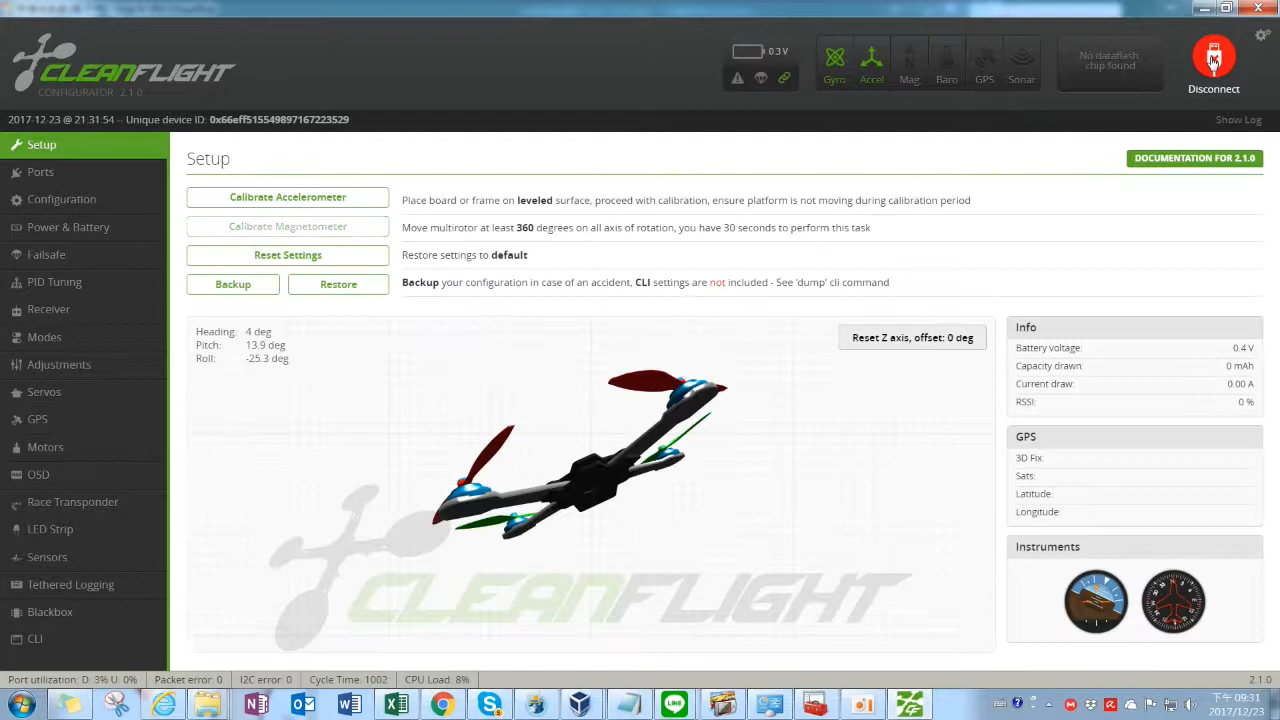 CLEANFLIGHT
CONFIGURATOR 2.1.0
0.3 V
Gyro
Accel
Mag
Baro
GPS
Sonar
No dataflash
chip found
Disconnect
2017-12-23 @ 21:31:54 -- Unique device ID: 0x66eff515549897167223529
Show Log
Setup
Ports
Configuration
Power & Battery
Failsafe
PID Tuning
Receiver
Modes
Adjustments
Servos
GPS
Motors
OSD
Race Transponder
LED Strip
Sensors
Tethered Logging
Blackbox
CLI
Setup
DOCUMENTATION FOR 2.1.0
Calibrate Accelerometer
Place board or frame on leveled surface, proceed with calibration, ensure platform is not moving during calibration period
Calibrate Magnetometer
Move multirotor at least 360 degrees on all axis of rotation, you have 30 seconds to perform this task
Reset Settings
Restore settings to default
Backup
Restore
Backup your configuration in case of an accident, CLI settings are not included - See 'dump' cli command
Heading: 4 deg
Pitch: 13.9 deg
Roll: -25.3 deg
Reset Z axis, offset: 0 deg
CLEANFLIGHT
Info
Battery voltage: 0.4 V
Capacity drawn: 0 mAh
Current draw: 0.00 A
RSSI: 0 %
GPS
3D Fix:
Sats:
Latitude:
Longitude:
Instruments
Port utilization: D: 3% U: 0%
Packet error: 0
I2C error: 0
Cycle Time: 1002
CPU Load: 8%
2.1.0
LINE
下午 09:31
2017/12/23